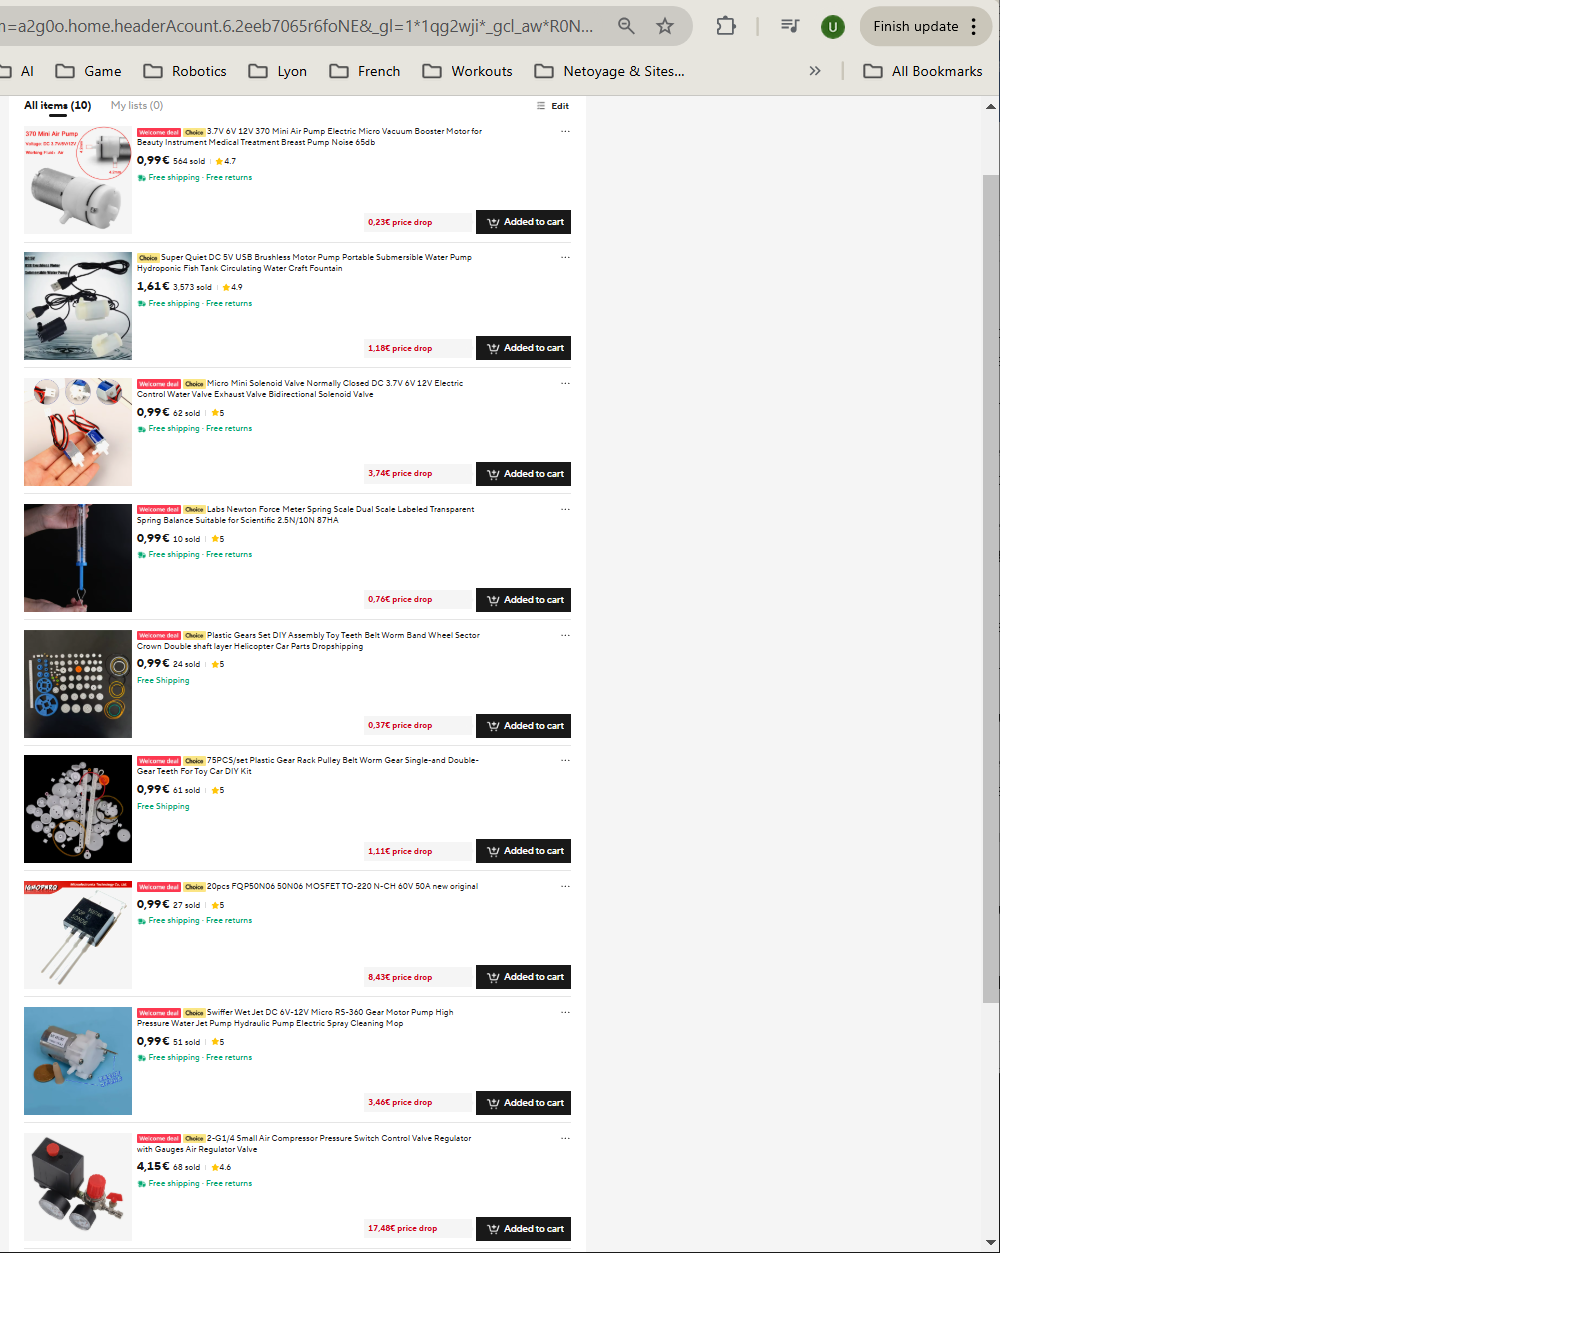 m=a2g0o.home.headerAcount.6.2eeb7065r6foNE&_gl=1*1qg2wji*_gcl_aw*R0N...
U
Finish update
AI
Game
Robotics
Lyon
French
Workouts
Netoyage & Sites...
All Bookmarks
All items (10)
My lists (0)
Edit
370 Mini Air Pump
Voltage: DC 3.7V/6V/12V
Working Fluid: Air
Welcome deal Choice 3.7V 6V 12V 370 Mini Air Pump Electric Micro Vacuum Booster Motor for
Beauty Instrument Medical Treatment Breast Pump Noise 65db
0,99€ 564 sold 4.7
Free shipping · Free returns
0,23€ price drop
Added to cart
Choice Super Quiet DC 5V USB Brushless Motor Pump Portable Submersible Water Pump
Hydroponic Fish Tank Circulating Water Craft Fountain
1,61€ 3,573 sold 4.9
Free shipping · Free returns
1,18€ price drop
Added to cart
Welcome deal Choice Micro Mini Solenoid Valve Normally Closed DC 3.7V 6V 12V Electric
Control Water Valve Exhaust Valve Bidirectional Solenoid Valve
0,99€ 62 sold 5
Free shipping · Free returns
3,74€ price drop
Added to cart
Welcome deal Choice Labs Newton Force Meter Spring Scale Dual Scale Labeled Transparent
Spring Balance Suitable for Scientific 2.5N/10N 87HA
0,99€ 10 sold 5
Free shipping · Free returns
0,76€ price drop
Added to cart
Welcome deal Choice Plastic Gears Set DIY Assembly Toy Teeth Belt Worm Band Wheel Sector
Crown Double shaft layer Helicopter Car Parts Dropshipping
0,99€ 24 sold 5
Free Shipping
0,37€ price drop
Added to cart
Welcome deal Choice 75PCS/set Plastic Gear Rack Pulley Belt Worm Gear Single-and Double-
Gear Teeth For Toy Car DIY Kit
0,99€ 61 sold 5
Free Shipping
1,11€ price drop
Added to cart
Welcome deal Choice 20pcs FQP50N06 50N06 MOSFET TO-220 N-CH 60V 50A new original
0,99€ 27 sold 5
Free shipping · Free returns
8,43€ price drop
Added to cart
Welcome deal Choice Swiffer WetJet DC 6V-12V Micro RS-360 Gear Motor Pump High
Pressure Water Jet Pump Hydraulic Pump Electric Spray Cleaning Mop
0,99€ 51 sold 5
Free shipping · Free returns
3,46€ price drop
Added to cart
Welcome deal Choice 2-G1/4 Small Air Compressor Pressure Switch Control Valve Regulator
with Gauges Air Regulator Valve
4,15€ 68 sold 4.6
Free shipping · Free returns
17,48€ price drop
Added to cart